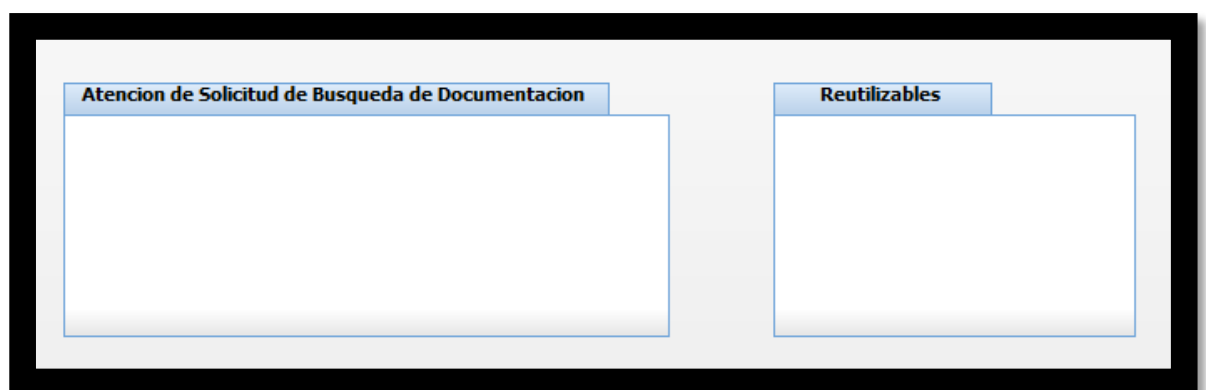 Atencion de Solicitud de Busqueda de Documentacion
Reutilizables